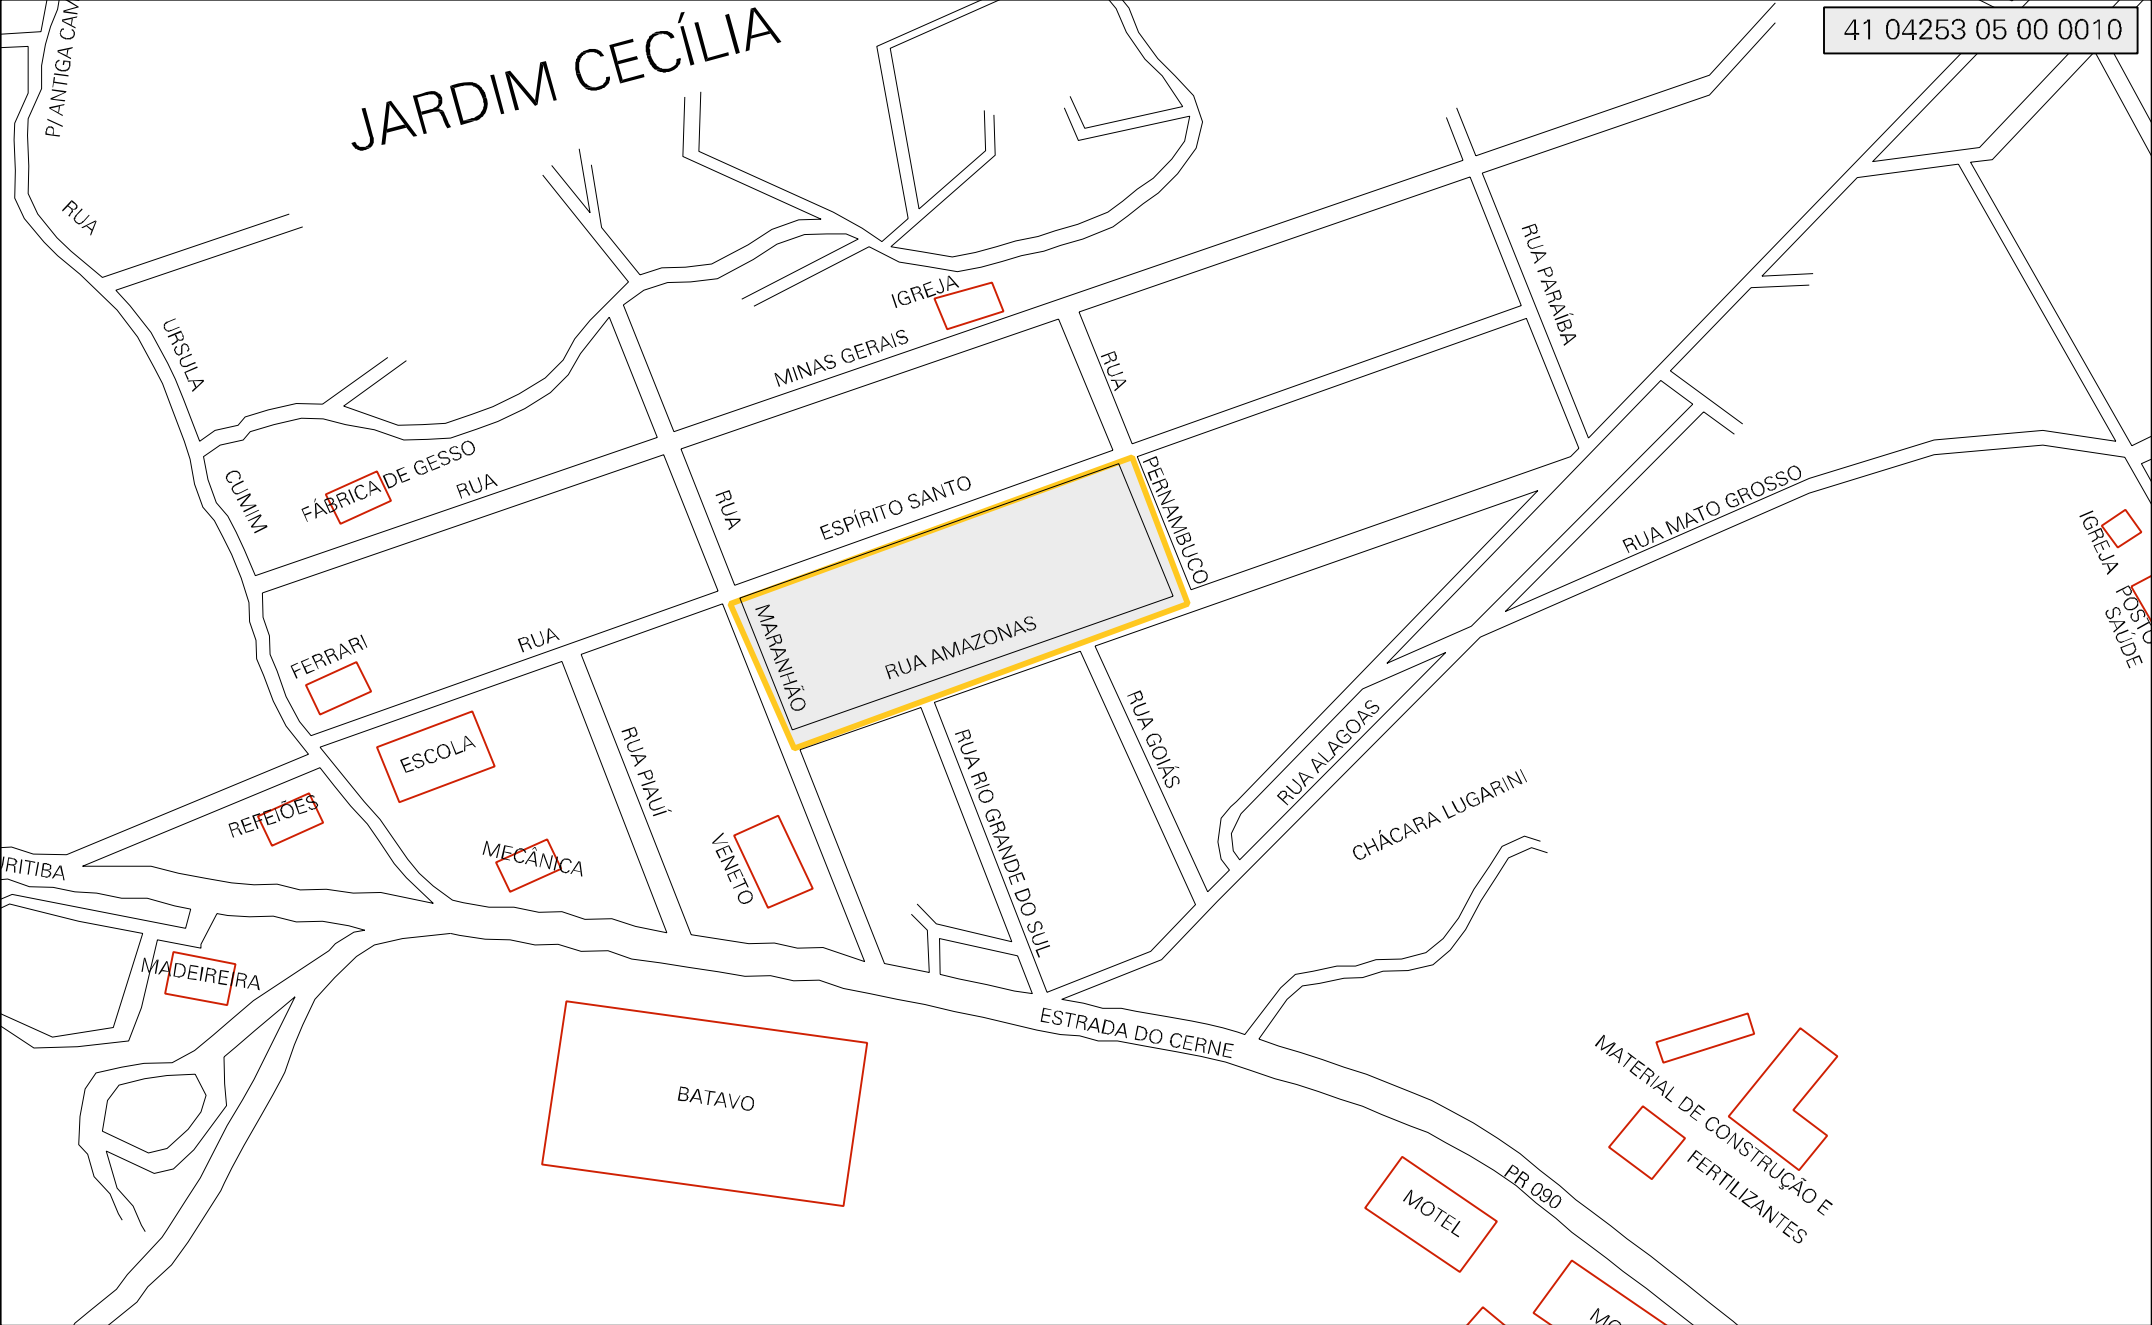 41 04253 05 00 0010
P/ ANTIGA CAM
JARDIM CECÍLIA
RUA
URSULA
CUMIM
IGREJA
MINAS GERAIS
RUA
RUA PARAÍBA
FÁBRICA DE GESSO
RUA
RUA
ESPÍRITO SANTO
PERNAMBUCO
RUA MATO GROSSO
IGREJA
POSTO
SAÚDE
FERRARI
RUA
MARANHÃO
RUA AMAZONAS
ESCOLA
RUA PIAUÍ
RUA RIO GRANDE DO SUL
RUA GOIÁS
RUA ALAGOAS
REFEIÕES
MECÂNICA
VENETO
CHÁCARA LUGARINI
RITIBA
MADEIREIRA
ESTRADA DO CERNE
BATAVO
MATERIAL DE CONSTRUÇÃO E
FERTILIZANTES
PR 090
MOTEL
MO